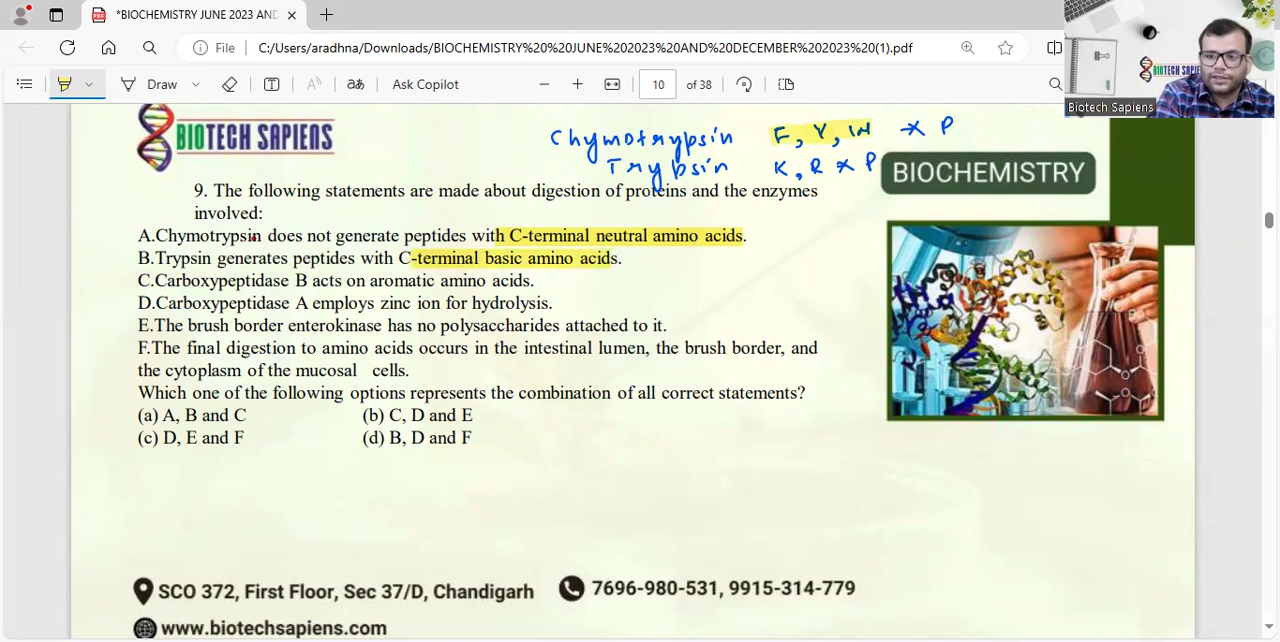 *BIOCHEMISTRY JUNE 2023 AND
File C:/Users/aradhna/Downloads/BIOCHEMISTRY%20%20JUNE%202023%20AND%20DECEMBER%202023%20(1).pdf
Draw Ask Copilot 10 of 38
Biotech Sapiens
BIOTECH SAPIENS
Chymotrypsin F, Y, W * P
Trypsin K, R * P
BIOCHEMISTRY
9. The following statements are made about digestion of proteins and the enzymes
involved:
A.Chymotrypsin does not generate peptides with C-terminal neutral amino acids.
B.Trypsin generates peptides with C-terminal basic amino acids.
C.Carboxypeptidase B acts on aromatic amino acids.
D.Carboxypeptidase A employs zinc ion for hydrolysis.
E.The brush border enterokinase has no polysaccharides attached to it.
F.The final digestion to amino acids occurs in the intestinal lumen, the brush border, and
the cytoplasm of the mucosal cells.
Which one of the following options represents the combination of all correct statements?
(a) A, B and C (b) C, D and E
(c) D, E and F (d) B, D and F
SCO 372, First Floor, Sec 37/D, Chandigarh 7696-980-531, 9915-314-779
www.biotechsapiens.com